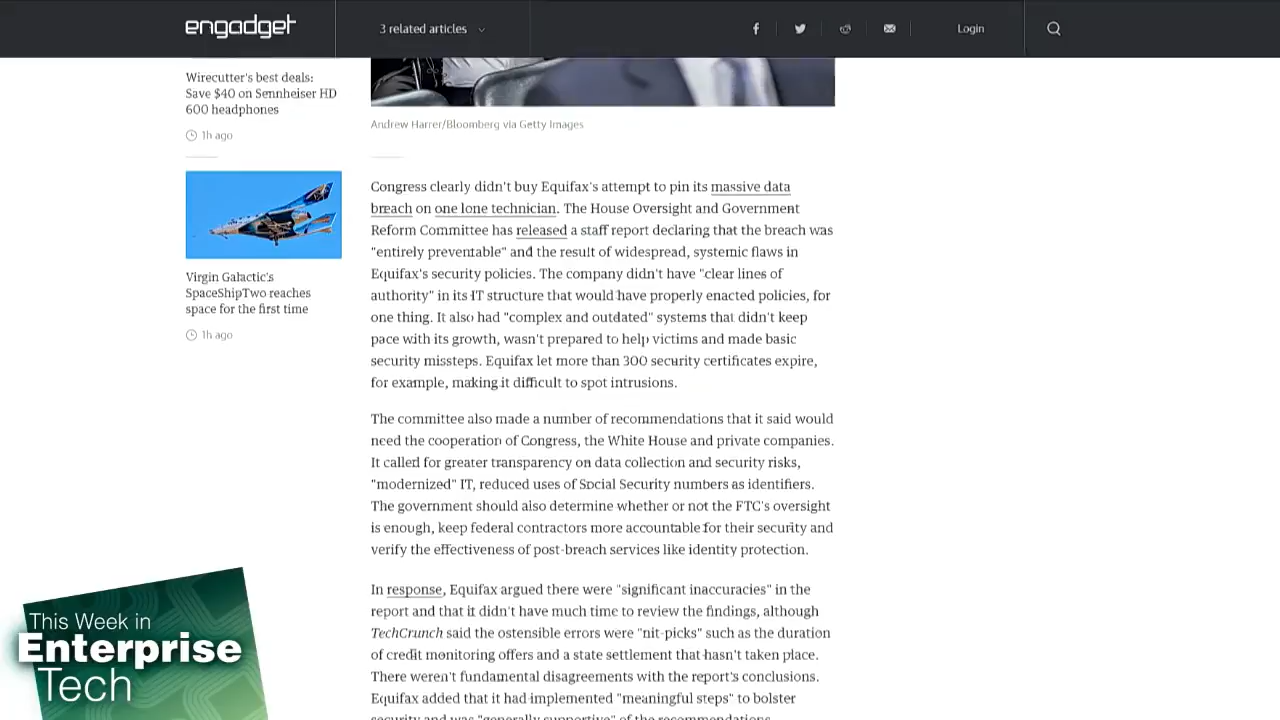 engadget
3 related articles
Login
Wirecutter's best deals:
Save $40 on Sennheiser HD
600 headphones
1h ago
Virgin Galactic's
SpaceShipTwo reaches
space for the first time
1h ago
Andrew Harrer/Bloomberg via Getty Images
Congress clearly didn't buy Equifax's attempt to pin its massive data
breach on one lone technician. The House Oversight and Government
Reform Committee has released a staff report declaring that the breach was
"entirely preventable" and the result of widespread, systemic flaws in
Equifax's security policies. The company didn't have "clear lines of
authority" in its IT structure that would have properly enacted policies, for
one thing. It also had "complex and outdated" systems that didn't keep
pace with its growth, wasn't prepared to help victims and made basic
security missteps. Equifax let more than 300 security certificates expire,
for example, making it difficult to spot intrusions.
The committee also made a number of recommendations that it said would
need the cooperation of Congress, the White House and private companies.
It called for greater transparency on data collection and security risks,
"modernized" IT, reduced uses of Social Security numbers as identifiers.
The government should also determine whether or not the FTC's oversight
is enough, keep federal contractors more accountable for their security and
verify the effectiveness of post-breach services like identity protection.
In response, Equifax argued there were "significant inaccuracies" in the
report and that it didn't have much time to review the findings, although
TechCrunch said the ostensible errors were "nit-picks" such as the duration
of credit monitoring offers and a state settlement that hasn't taken place.
There weren't fundamental disagreements with the report's conclusions.
Equifax added that it had implemented "meaningful steps" to bolster
security and was "generally supportive" of the recommendations.
This Week in
Enterprise
Tech